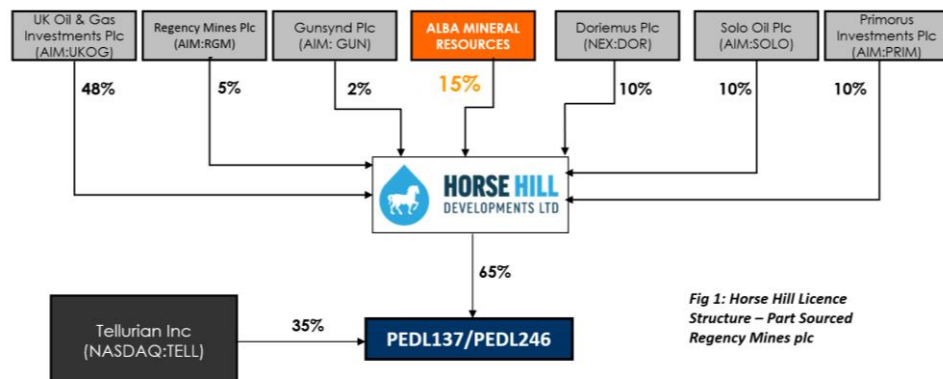 UK Oil & Gas
Investments Plc
(AIM:UKOG)
Regency Mines Plc
(AIM:RGM)
Gunsynd Plc
(AIM: GUN)
ALBA MINERAL
RESOURCES
Doriemus Plc
(NEX:DOR)
Solo Oil Plc
(AIM:SOLO)
Primorus
Investments Plc
(AIM:PRIM)
48%
5%
2%
15%
10%
10%
10%
HORSE HILL
DEVELOPMENTS LTD
65%
Tellurian Inc
(NASDAQ:TELL)
35%
PEDL137/PEDL246
Fig 1: Horse Hill Licence
Structure – Part Sourced
Regency Mines plc